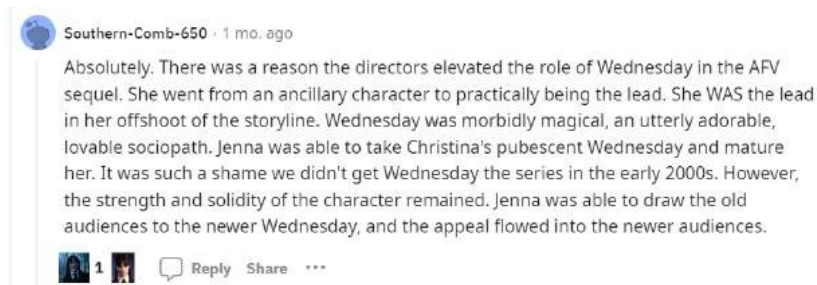 Southern-Comb-650 · 1 mo. ago
Absolutely. There was a reason the directors elevated the role of Wednesday in the AFV
sequel. She went from an ancillary character to practically being the lead. She WAS the lead
in her offshoot of the storyline. Wednesday was morbidly magical, an utterly adorable,
lovable sociopath. Jenna was able to take Christina's pubescent Wednesday and mature
her. It was such a shame we didn't get Wednesday the series in the early 2000s. However,
the strength and solidity of the character remained. Jenna was able to draw the old
audiences to the newer Wednesday, and the appeal flowed into the newer audiences.
1 Reply Share ···